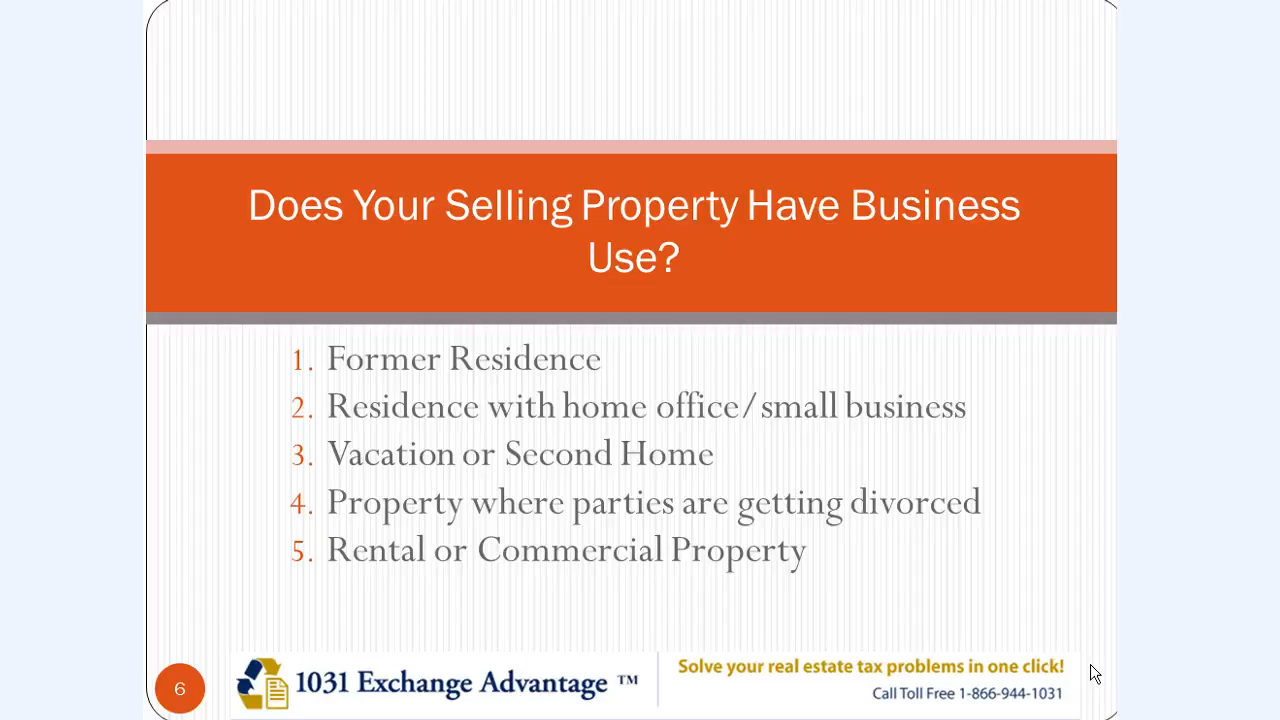 Does Your Selling Property Have Business
Use?
1. Former Residence
2. Residence with home office/small business
3. Vacation or Second Home
4. Property where parties are getting divorced
5. Rental or Commercial Property
6
1031 Exchange Advantage ™
Solve your real estate tax problems in one click!
Call Toll Free 1-866-944-1031